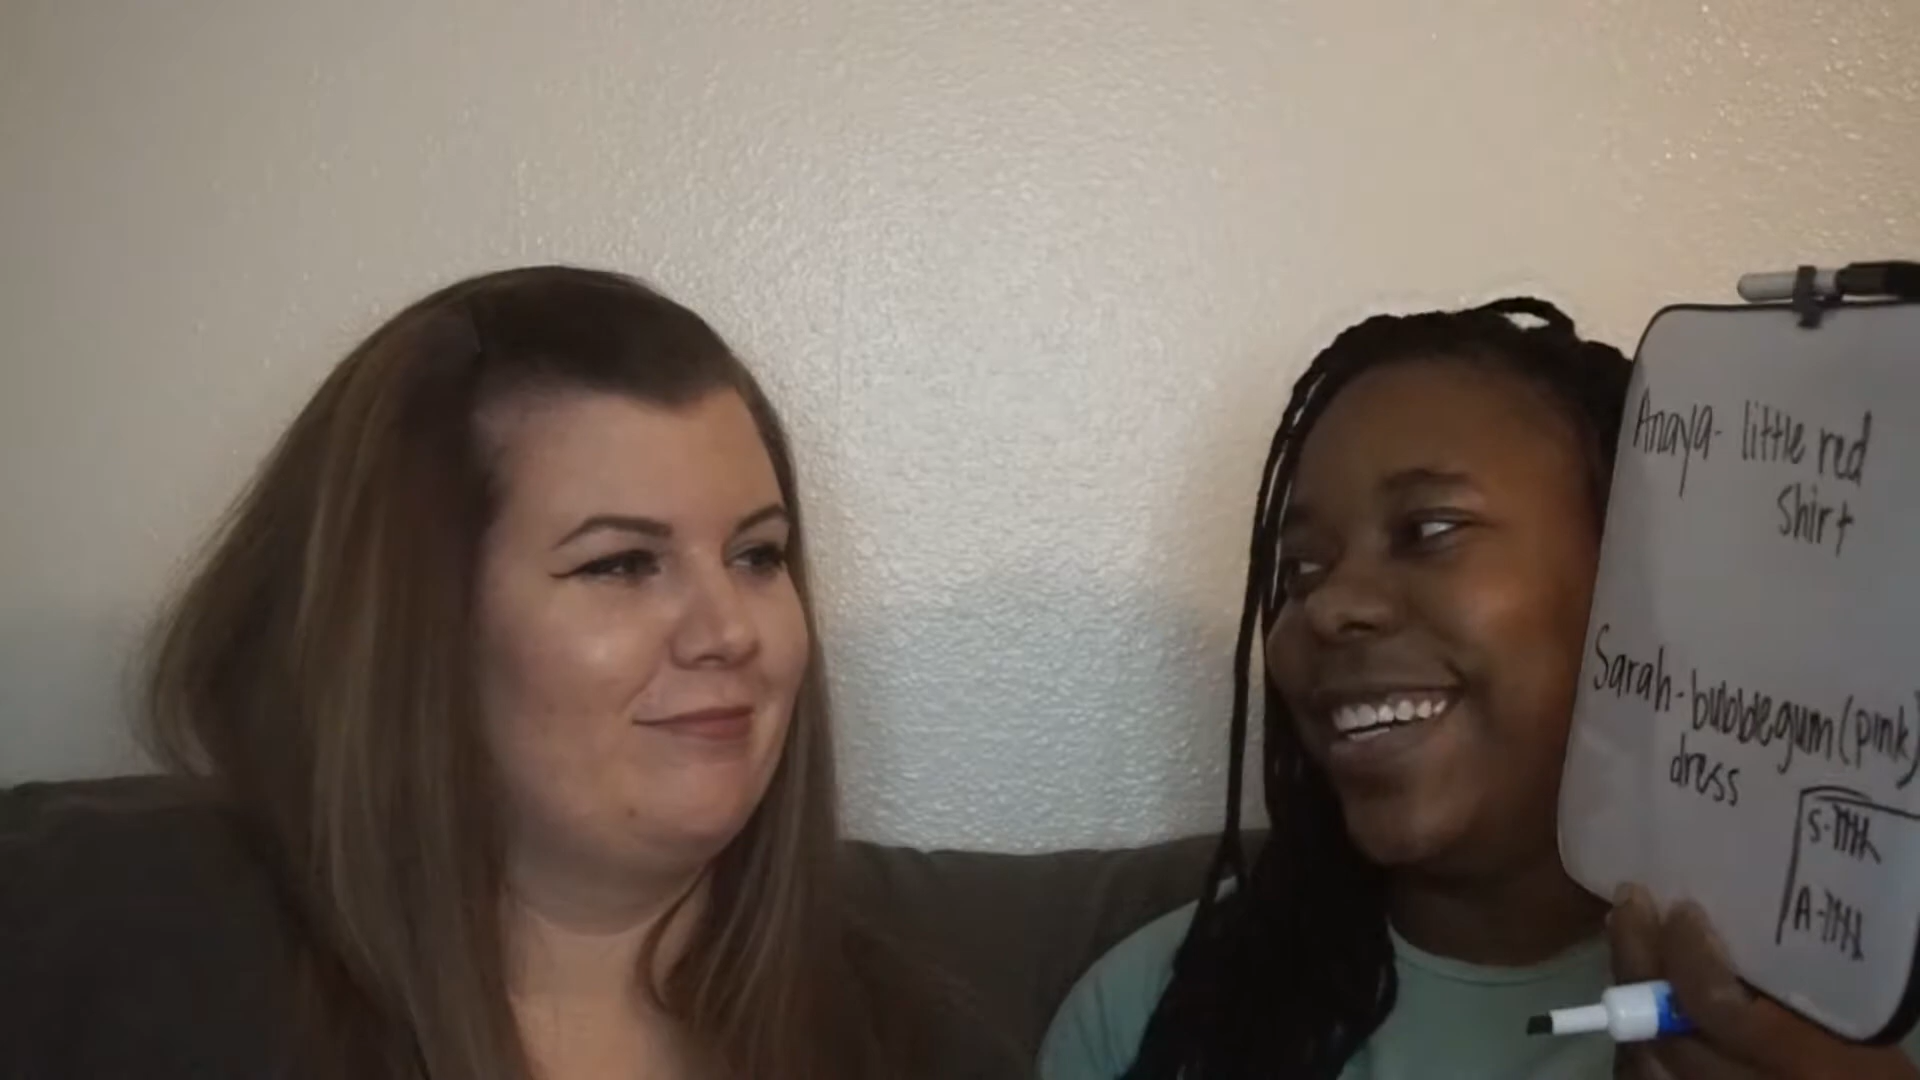 Anaya- little red
shirt
Sarah-bubblegum(pink)
dress
S-
A-